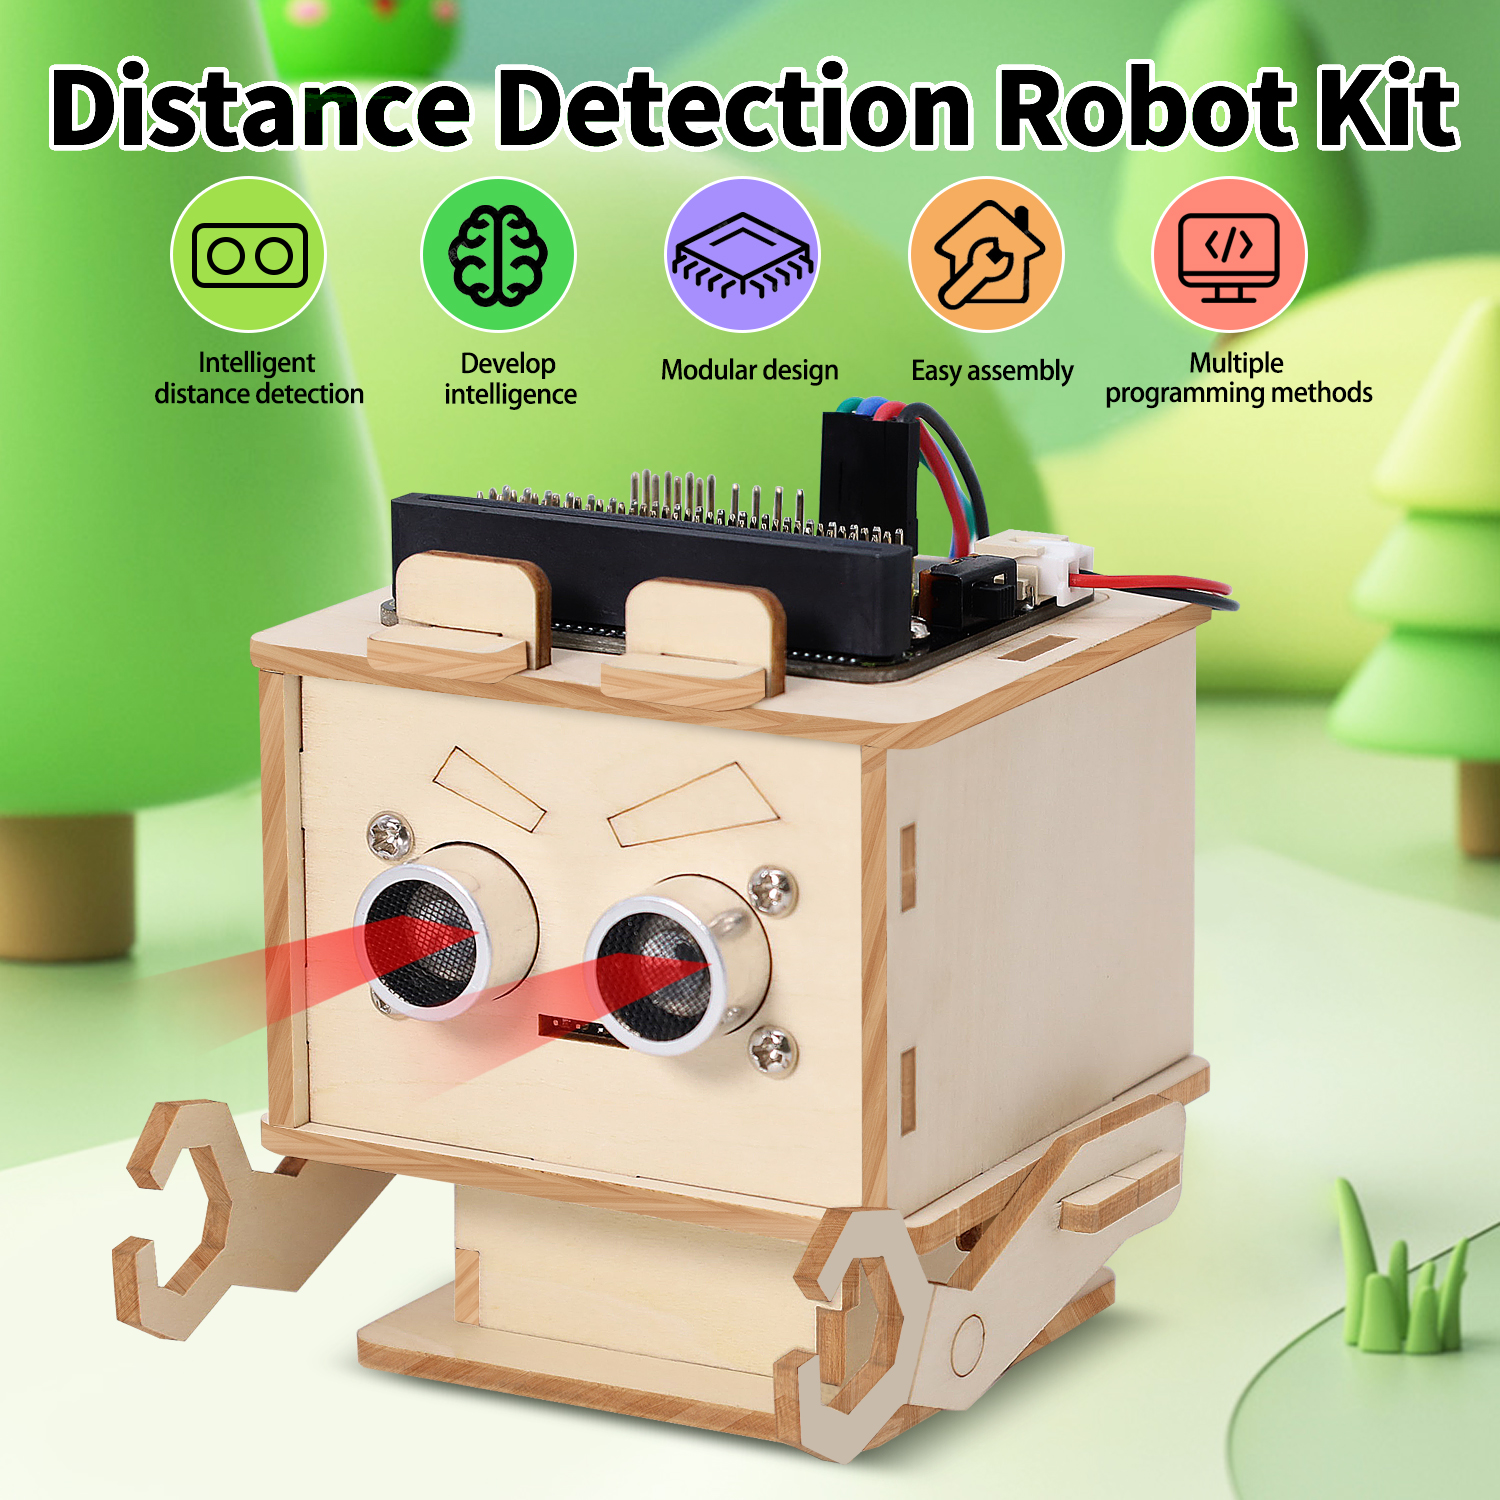 Distance Detection Robot Kit
Intelligent
distance detection
Develop
intelligence
Modular design
Easy assembly
Multiple
programming methods